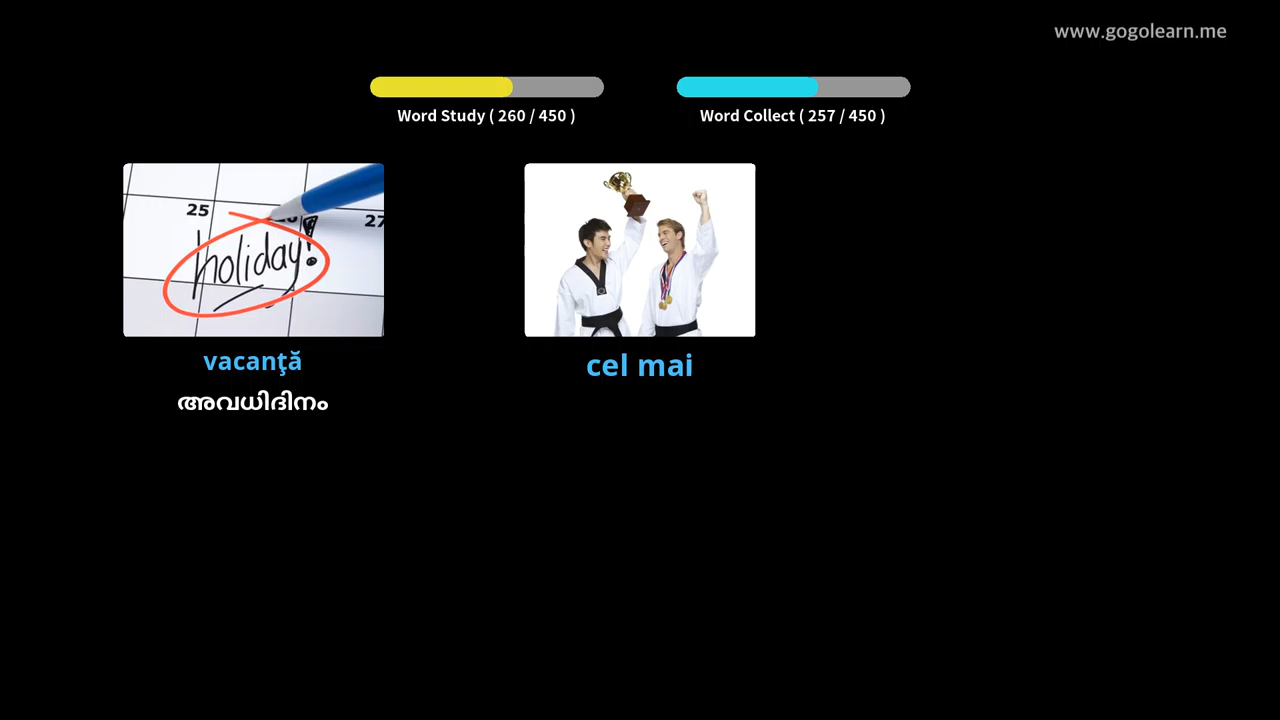 www.gogolearn.me
Word Study ( 260 / 450 )
Word Collect ( 257 / 450 )
25
27
holiday!
vacanţă
cel mai
അവധിദിനം